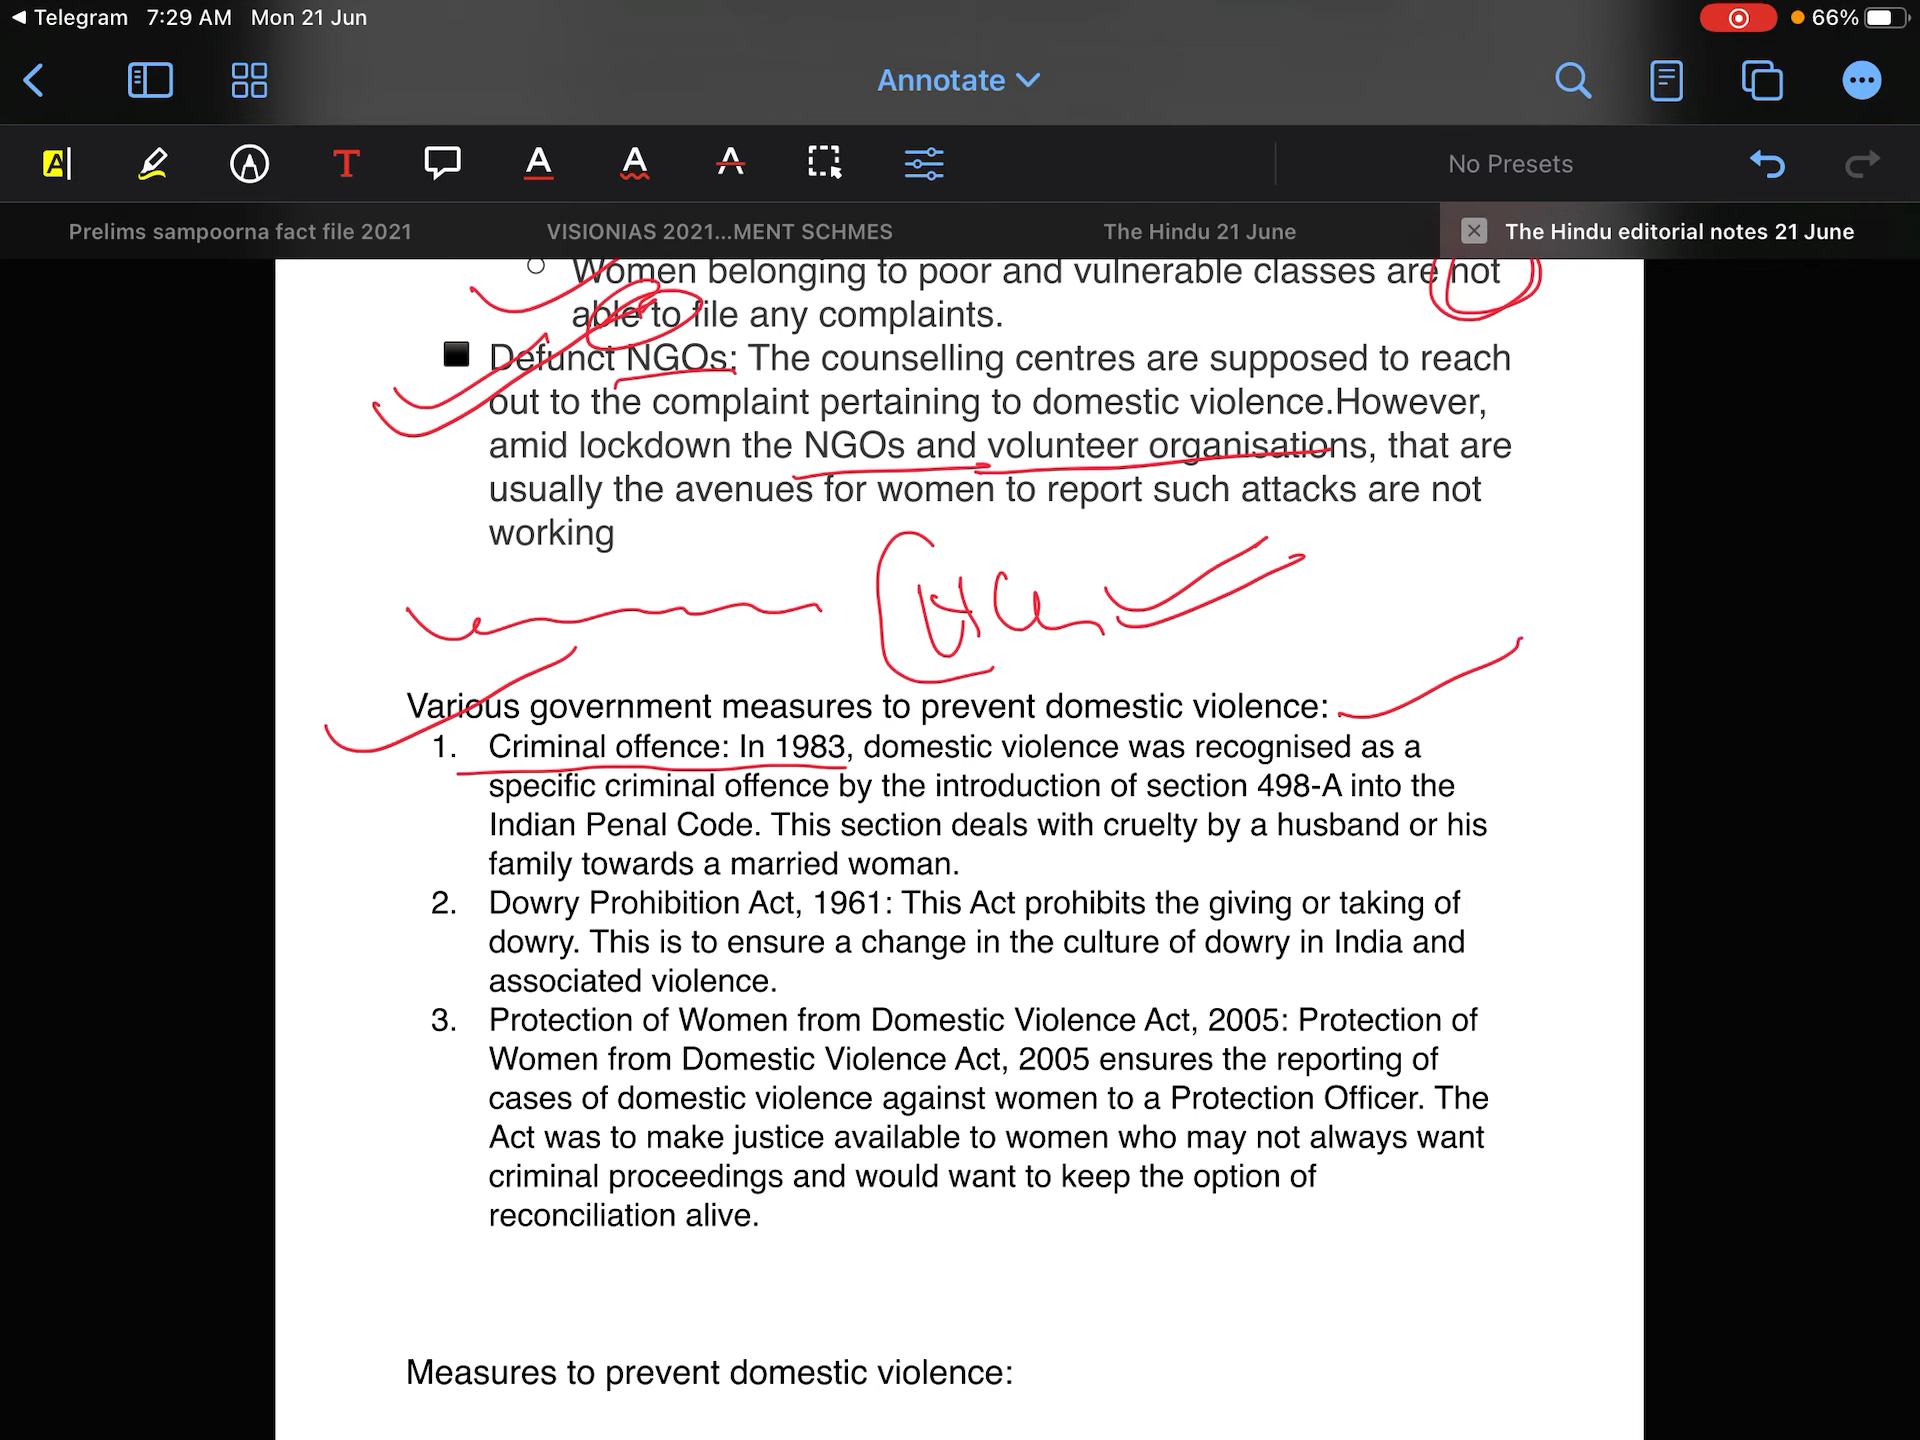 Telegram 7:29 AM Mon 21 Jun 66%
Annotate
No Presets
Prelims sampoorna fact file 2021 VISIONIAS 2021...MENT SCHMES The Hindu 21 June The Hindu editorial notes 21 June
Women belonging to poor and vulnerable classes are not
able to file any complaints.
Defunct NGOs: The counselling centres are supposed to reach
out to the complaint pertaining to domestic violence.However,
amid lockdown the NGOs and volunteer organisations, that are
usually the avenues for women to report such attacks are not
working
Various government measures to prevent domestic violence:
1. Criminal offence: In 1983, domestic violence was recognised as a
specific criminal offence by the introduction of section 498-A into the
Indian Penal Code. This section deals with cruelty by a husband or his
family towards a married woman.
2. Dowry Prohibition Act, 1961: This Act prohibits the giving or taking of
dowry. This is to ensure a change in the culture of dowry in India and
associated violence.
3. Protection of Women from Domestic Violence Act, 2005: Protection of
Women from Domestic Violence Act, 2005 ensures the reporting of
cases of domestic violence against women to a Protection Officer. The
Act was to make justice available to women who may not always want
criminal proceedings and would want to keep the option of
reconciliation alive.
Measures to prevent domestic violence: